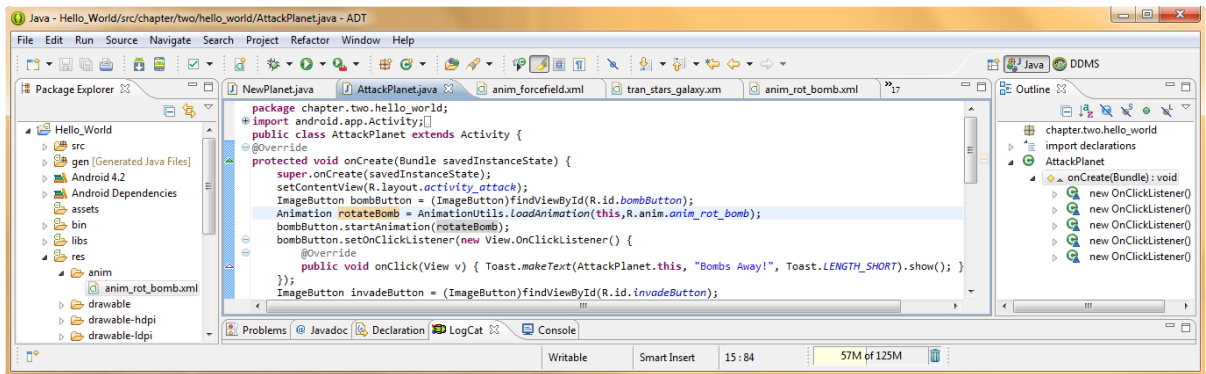 Java - Hello_World/src/chapter/two/hello_world/AttackPlanet.java - ADT
File Edit Run Source Navigate Search Project Refactor Window Help
Java DDMS
Package Explorer
Hello_World
src
gen [Generated Java Files]
Android 4.2
Android Dependencies
assets
bin
libs
res
anim
anim_rot_bomb.xml
drawable
drawable-hdpi
drawable-ldpi
NewPlanet.java AttackPlanet.java anim_forcefield.xml tran_stars_galaxy.xm anim_rot_bomb.xml »17
package chapter.two.hello_world;
import android.app.Activity;
public class AttackPlanet extends Activity {
@Override
protected void onCreate(Bundle savedInstanceState) {
super.onCreate(savedInstanceState);
setContentView(R.layout.activity_attack);
ImageButton bombButton = (ImageButton)findViewById(R.id.bombButton);
Animation rotateBomb = AnimationUtils.loadAnimation(this,R.anim.anim_rot_bomb);
bombButton.startAnimation(rotateBomb);
bombButton.setOnClickListener(new View.OnClickListener() {
@Override
public void onClick(View v) { Toast.makeText(AttackPlanet.this, "Bombs Away!", Toast.LENGTH_SHORT).show(); }
});
ImageButton invadeButton = (ImageButton)findViewById(R.id.invadeButton);
Outline
chapter.two.hello_world
import declarations
AttackPlanet
onCreate(Bundle) : void
new OnClickListener()
new OnClickListener()
new OnClickListener()
new OnClickListener()
new OnClickListener()
Problems @ Javadoc Declaration LogCat Console
Writable Smart Insert 15 : 84 57M of 125M